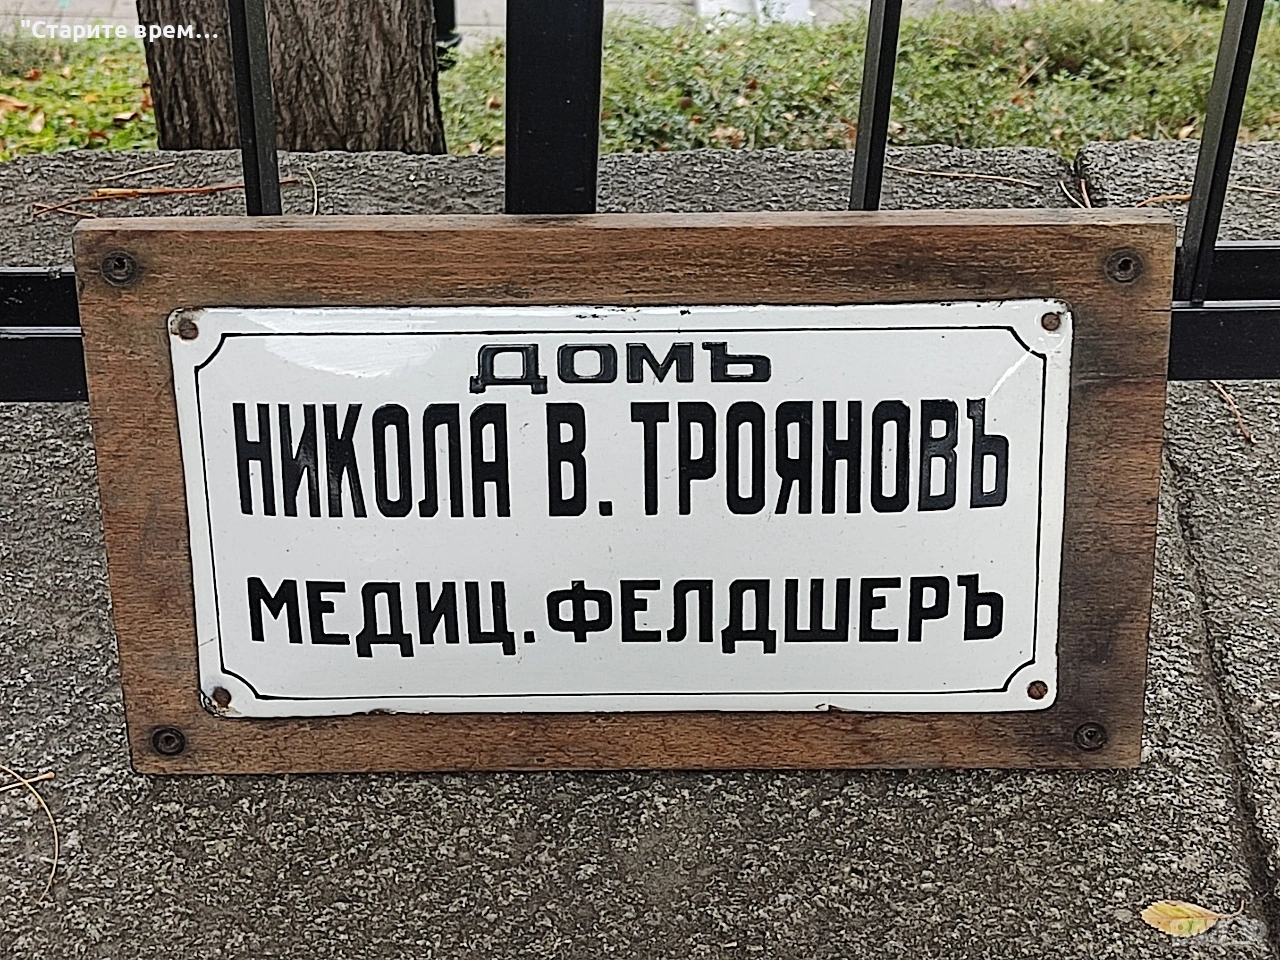 "Старите врем...
ДОМЪ
НИКОЛА В. ТРОЯНОВЪ
МЕДИЦ. ФЕЛДШЕРЪ